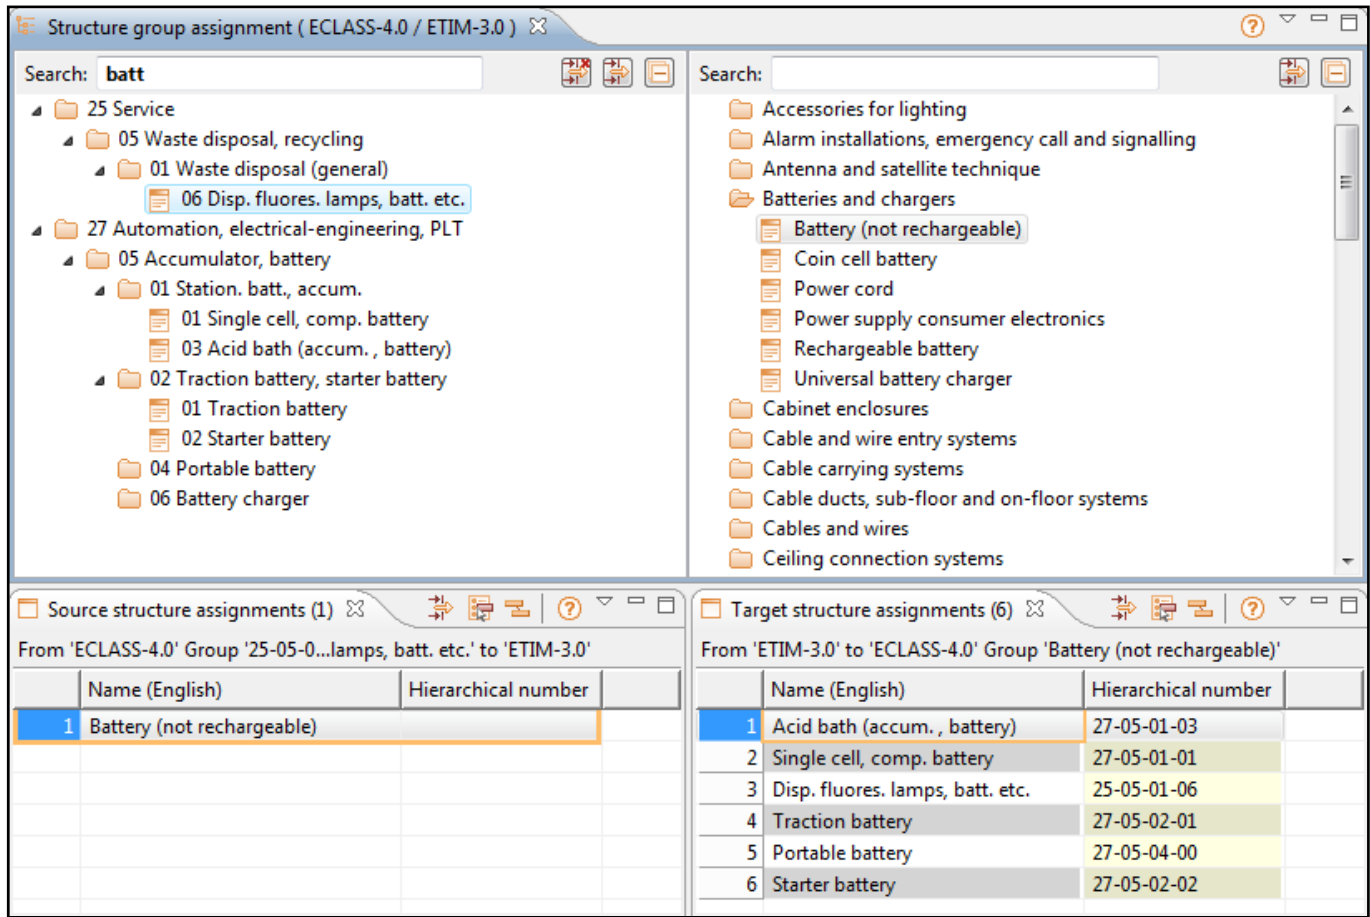 Structure group assignment ( ECLASS-4.0 / ETIM-3.0 )
Search: batt
25 Service
05 Waste disposal, recycling
01 Waste disposal (general)
06 Disp. fluores. lamps, batt. etc.
27 Automation, electrical-engineering, PLT
05 Accumulator, battery
01 Station. batt., accum.
01 Single cell, comp. battery
03 Acid bath (accum. , battery)
02 Traction battery, starter battery
01 Traction battery
02 Starter battery
04 Portable battery
06 Battery charger
Search:
Accessories for lighting
Alarm installations, emergency call and signalling
Antenna and satellite technique
Batteries and chargers
Battery (not rechargeable)
Coin cell battery
Power cord
Power supply consumer electronics
Rechargeable battery
Universal battery charger
Cabinet enclosures
Cable and wire entry systems
Cable carrying systems
Cable ducts, sub-floor and on-floor systems
Cables and wires
Ceiling connection systems
Source structure assignments (1)
From 'ECLASS-4.0' Group '25-05-0...lamps, batt. etc.' to 'ETIM-3.0'
Name (English) Hierarchical number
1 Battery (not rechargeable)
Target structure assignments (6)
From 'ETIM-3.0' to 'ECLASS-4.0' Group 'Battery (not rechargeable)'
Name (English) Hierarchical number
1 Acid bath (accum. , battery) 27-05-01-03
2 Single cell, comp. battery 27-05-01-01
3 Disp. fluores. lamps, batt. etc. 25-05-01-06
4 Traction battery 27-05-02-01
5 Portable battery 27-05-04-00
6 Starter battery 27-05-02-02